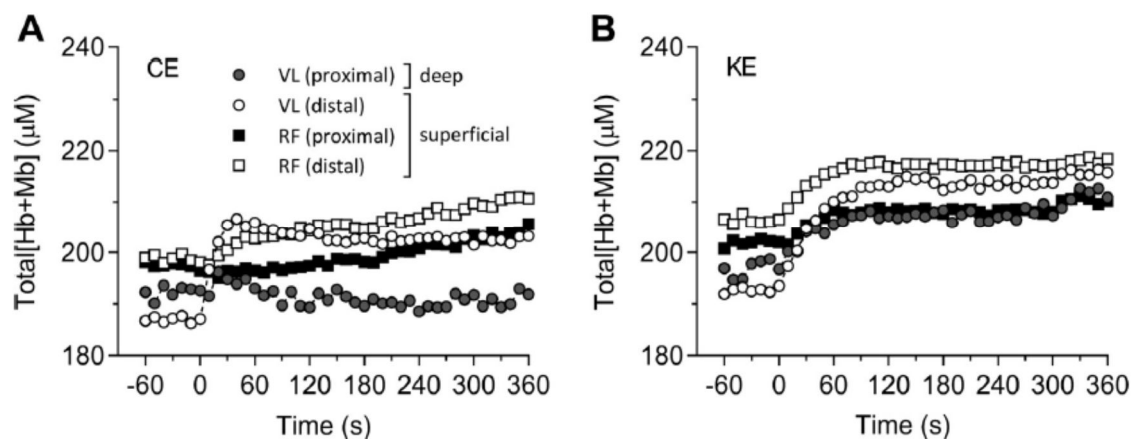 A
CE
VL (proximal) deep
VL (distal)
RF (proximal) superficial
RF (distal)
Total[Hb+Mb] (μM)
240
220
200
180
-60 0 60 120 180 240 300 360
Time (s)
B
KE
Total[Hb+Mb] (μM)
240
220
200
180
-60 0 60 120 180 240 300 360
Time (s)